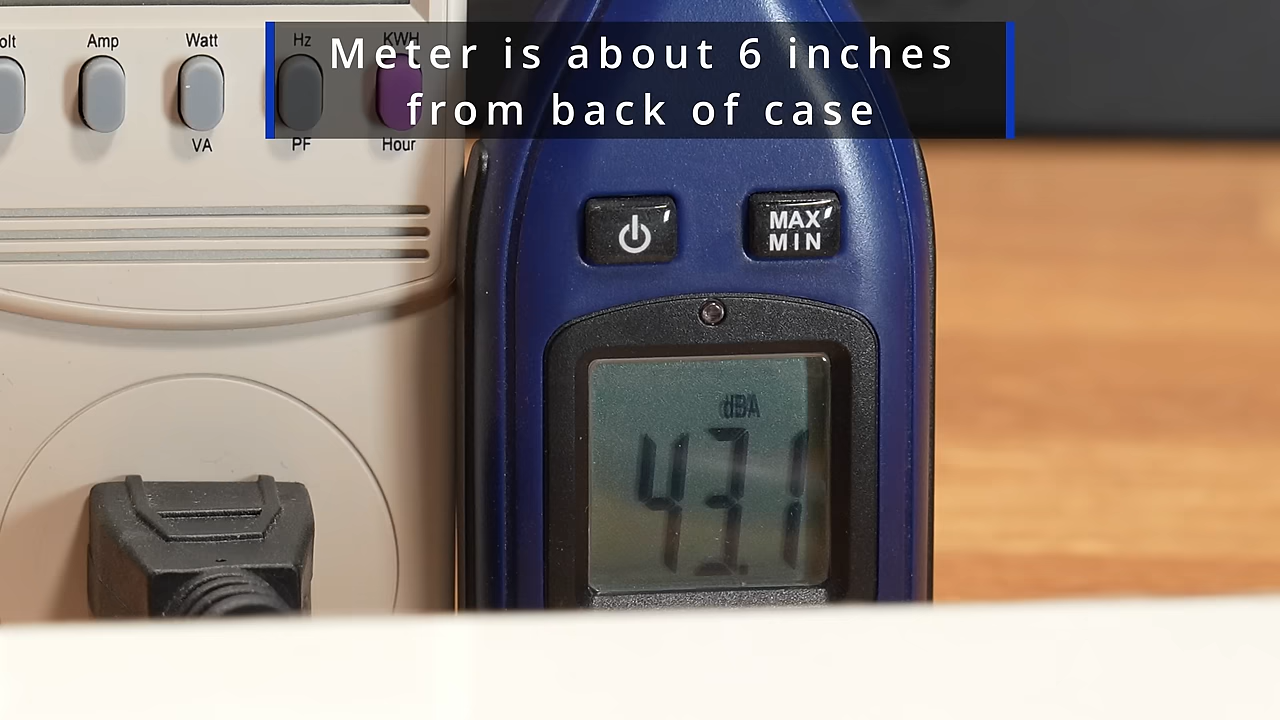 Meter is about 6 inches
from back of case
Amp
Watt
Hz
KWH
VA
PF
Hour
MAX
MIN
dBA
43.1